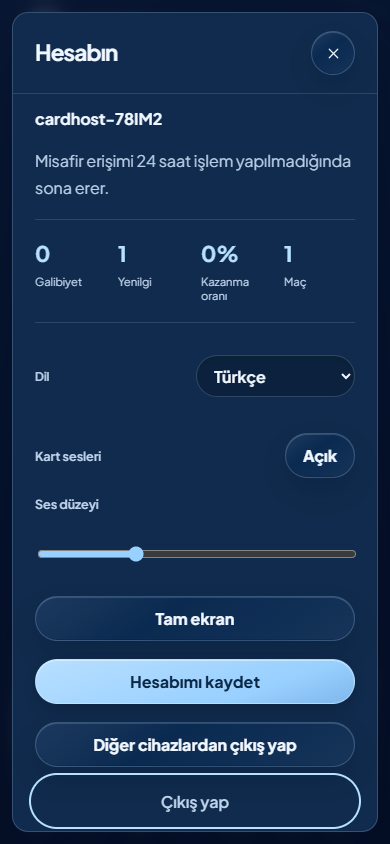 Hesabın
cardhost-78IM2
Misafir erişimi 24 saat işlem yapılmadığında
sona erer.
0 1 0% 1
Galibiyet Yenilgi Kazanma Maç
oranı
Dil Türkçe
Kart sesleri Açık
Ses düzeyi
Tam ekran
Hesabımı kaydet
Diğer cihazlardan çıkış yap
Çıkış yap